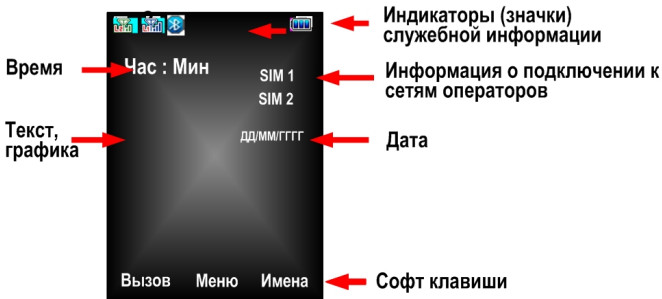 Индикаторы (значки)
служебной информации
Время
Час : Мин
SIM 1
SIM 2
Информация о подключении к
сетям операторов
Текст,
графика
ДД/ММ/ГГГГ
Дата
Вызов Меню Имена
Софт клавиши